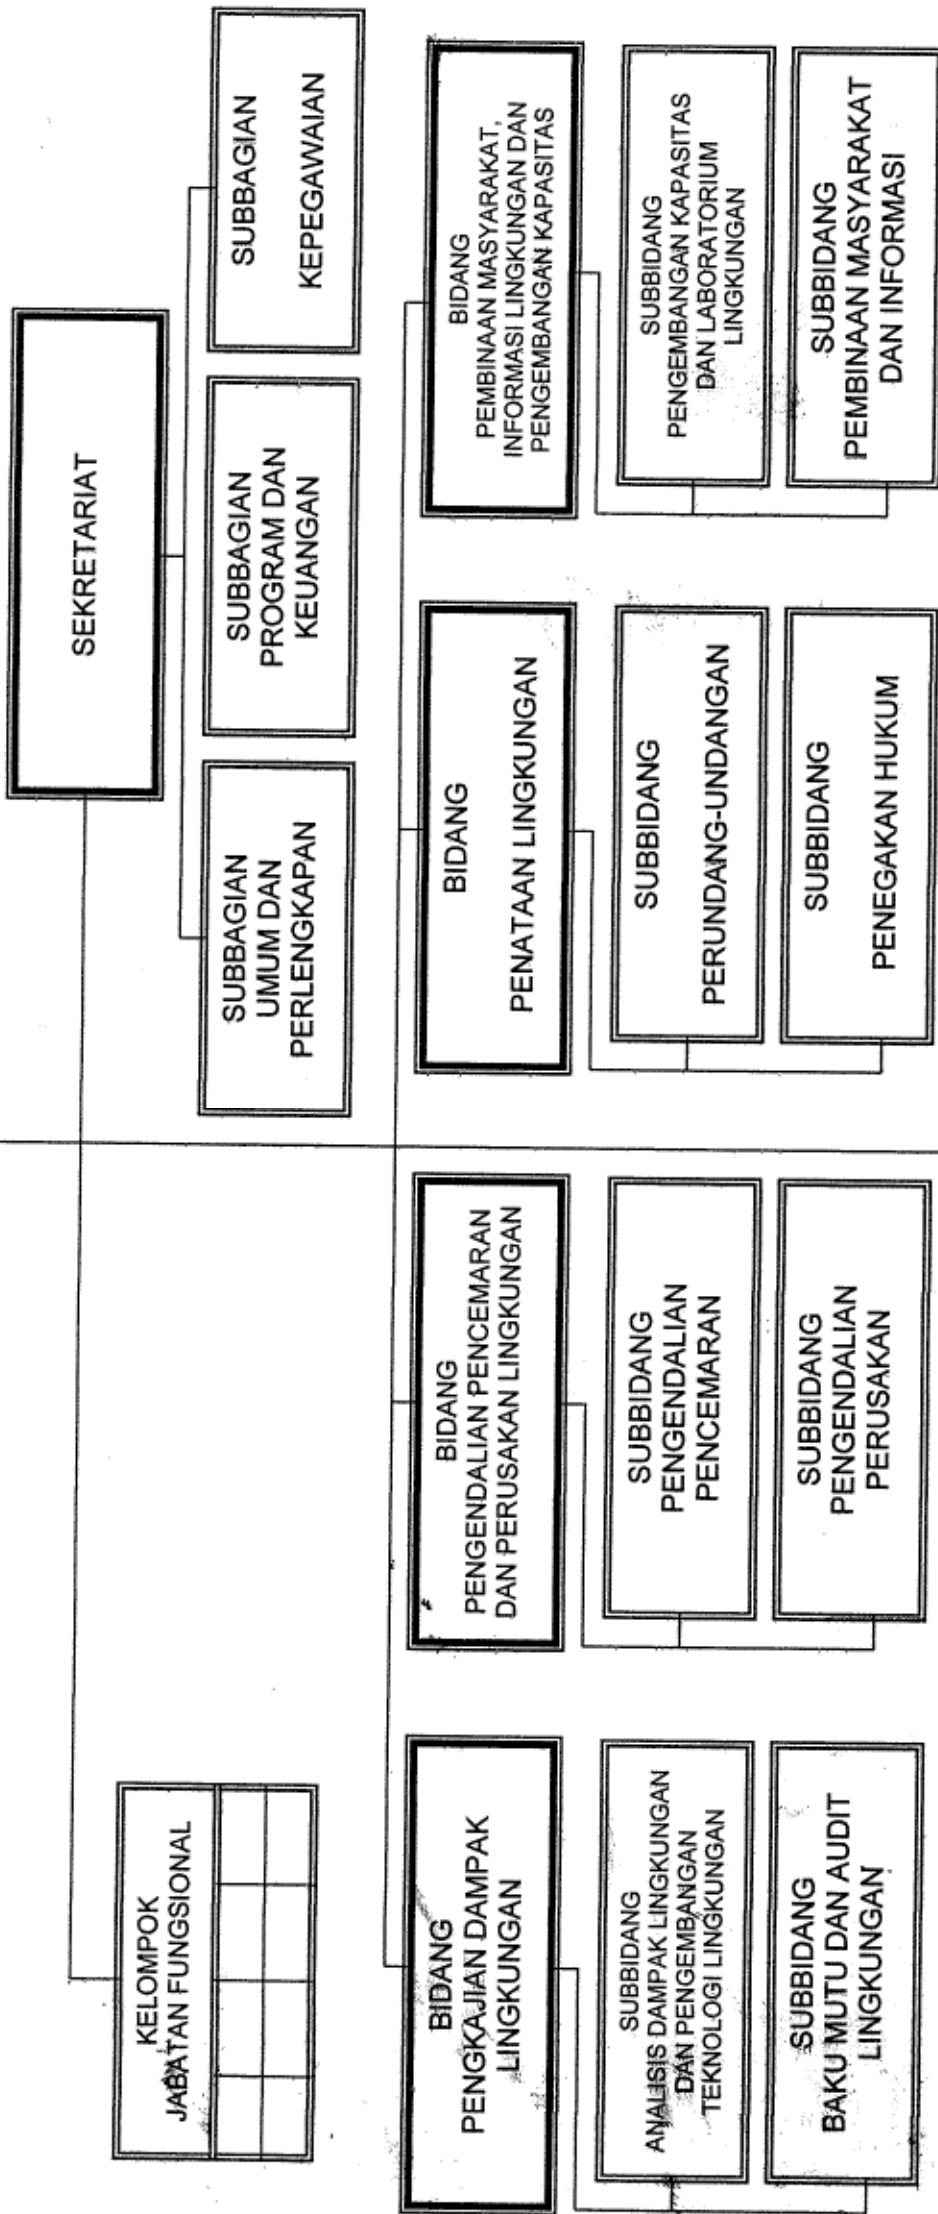 KELOMPOK
JABATAN FUNGSIONAL
SEKRETARIAT
SUBBAGIAN
UMUM DAN
PERLENGKAPAN
SUBBAGIAN
PROGRAM DAN
KEUANGAN
SUBBAGIAN
KEPEGAWAIAN
BIDANG
PENGKAJIAN DAMPAK
LINGKUNGAN
BIDANG
PENGENDALIAN PENCEMARAN
DAN PERUSAKAN LINGKUNGAN
BIDANG
PENATAAN LINGKUNGAN
BIDANG
PEMBINAAN MASYARAKAT,
INFORMASI LINGKUNGAN DAN
PENGEMBANGAN KAPASITAS
SUBBIDANG
ANALISIS DAMPAK LINGKUNGAN
DAN PENGEMBANGAN
TEKNOLOGI LINGKUNGAN
SUBBIDANG
PENGENDALIAN
PENCEMARAN
SUBBIDANG
PERUNDANG-UNDANGAN
SUBBIDANG
PENGEMBANGAN KAPASITAS
DAN LABORATORIUM
LINGKUNGAN
SUBBIDANG
BAKU MUTU DAN AUDIT
LINGKUNGAN
SUBBIDANG
PENGENDALIAN
PERUSAKAN
SUBBIDANG
PENEGAKAN HUKUM
SUBBIDANG
PEMBINAAN MASYARAKAT
DAN INFORMASI